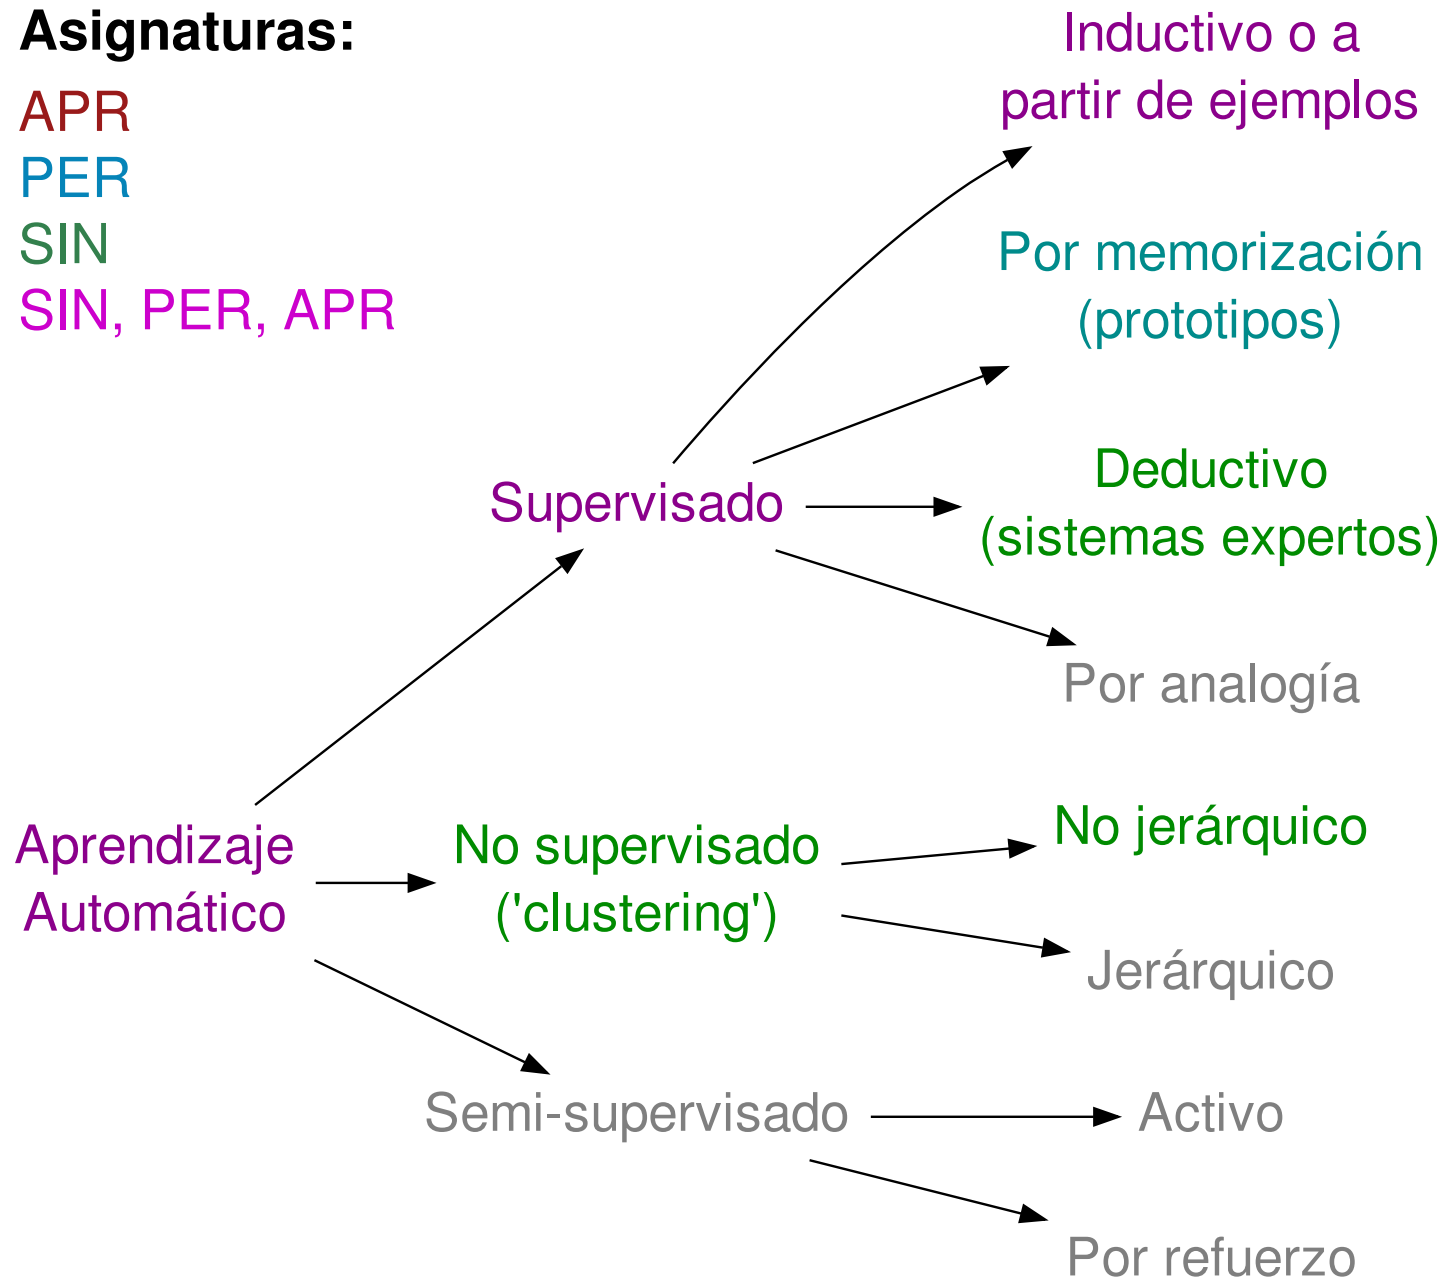 Asignaturas:
APR
PER
SIN
SIN, PER, APR
Inductivo o a
partir de ejemplos
Por memorización
(prototipos)
Supervisado
Deductivo
(sistemas expertos)
Por analogía
Aprendizaje
Automático
No supervisado
('clustering')
No jerárquico
Jerárquico
Semi-supervisado
Activo
Por refuerzo